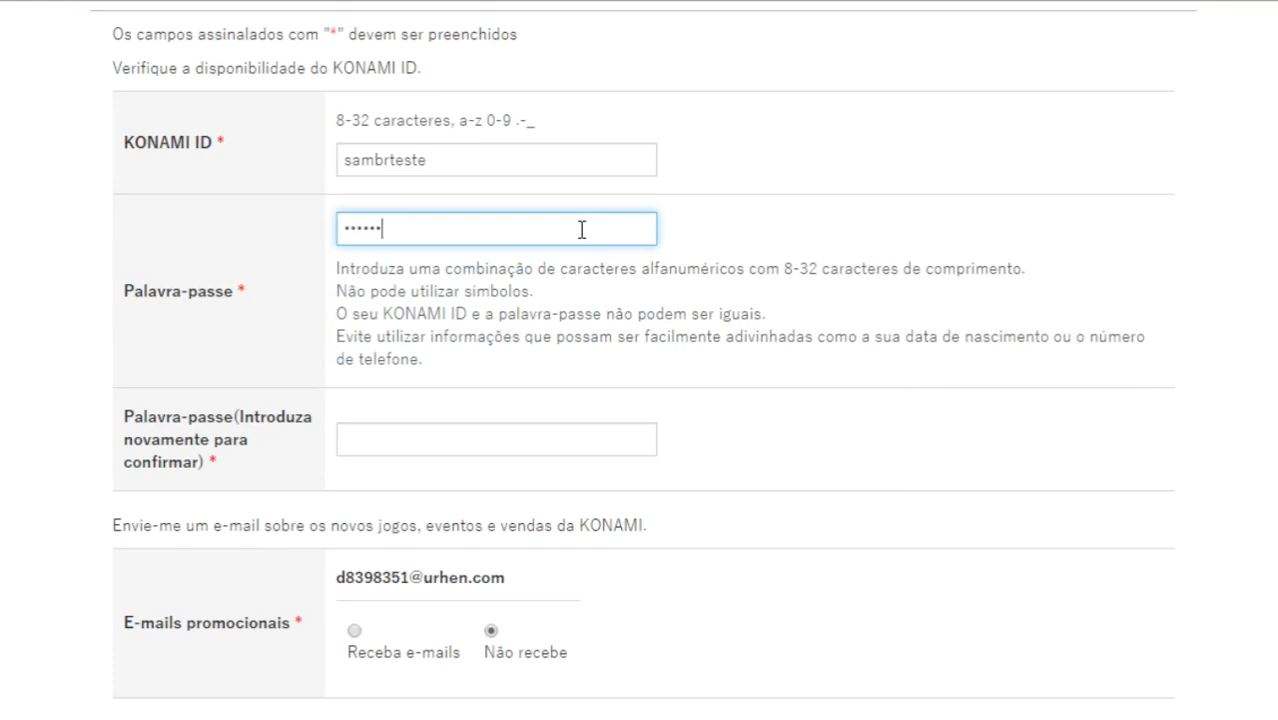 Os campos assinalados com "*" devem ser preenchidos
Verifique a disponibilidade do KONAMI ID.
8-32 caracteres, a-z 0-9 .-_
KONAMI ID *
sambrteste
••••••
Introduza uma combinação de caracteres alfanuméricos com 8-32 caracteres de comprimento.
Não pode utilizar símbolos.
Palavra-passe *
O seu KONAMI ID e a palavra-passe não podem ser iguais.
Evite utilizar informações que possam ser facilmente adivinhadas como a sua data de nascimento ou o número
de telefone.
Palavra-passe(Introduza
novamente para
confirmar) *
Envie-me um e-mail sobre os novos jogos, eventos e vendas da KONAMI.
d8398351@urhen.com
E-mails promocionais *
Receba e-mails Não recebe